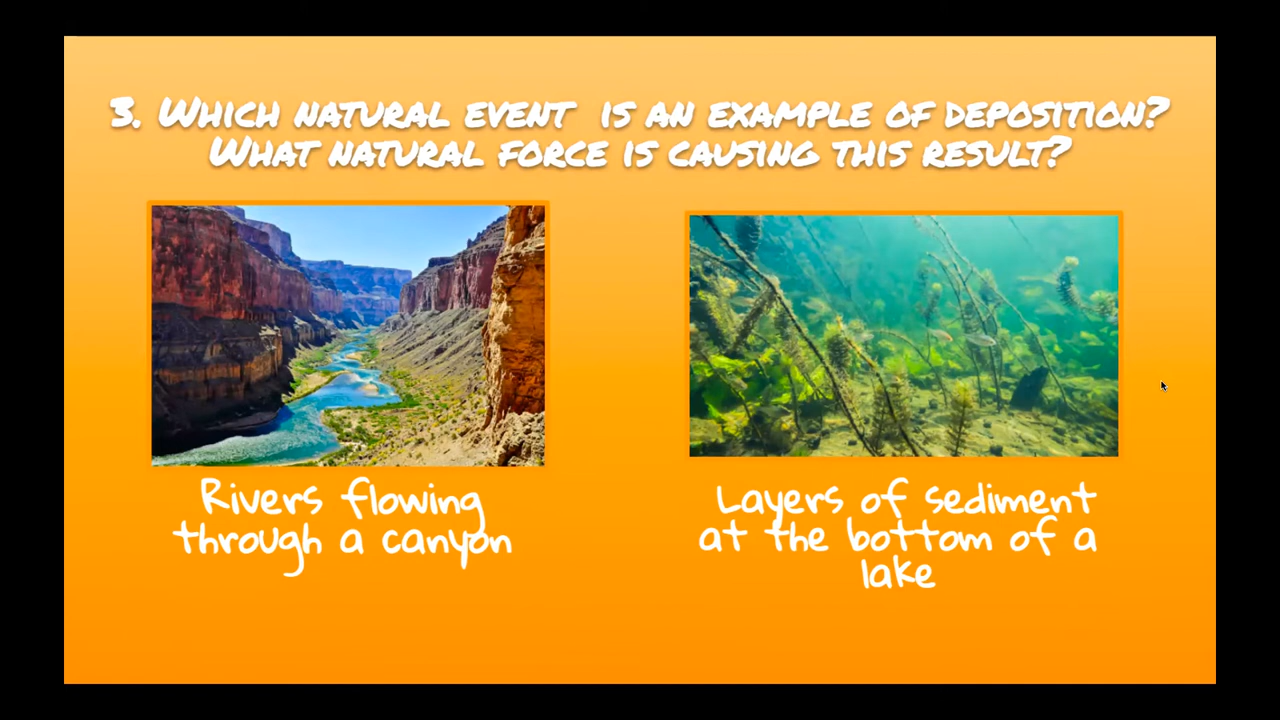 3. Which natural event is an example of deposition?
What natural force is causing this result?
Rivers flowing
through a canyon
Layers of sediment
at the bottom of a
lake